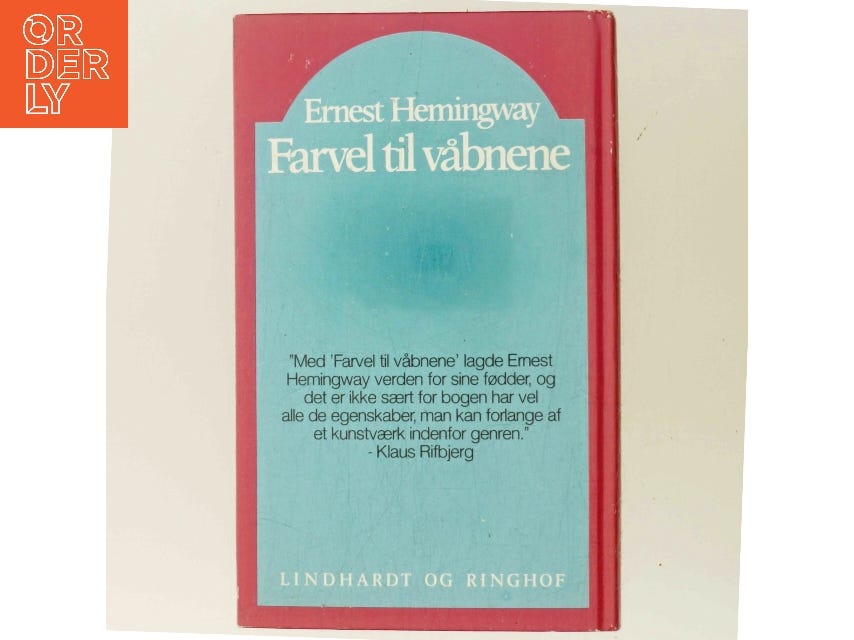 OR
DER
LY
Ernest Hemingway
Farvel til våbnene
"Med 'Farvel til våbnene' lagde Ernest
Hemingway verden for sine fødder, og
det er ikke sært for bogen har vel
alle de egenskaber, man kan forlange af
et kunstværk indenfor genren."
- Klaus Rifbjerg
LINDHARDT OG RINGHOF